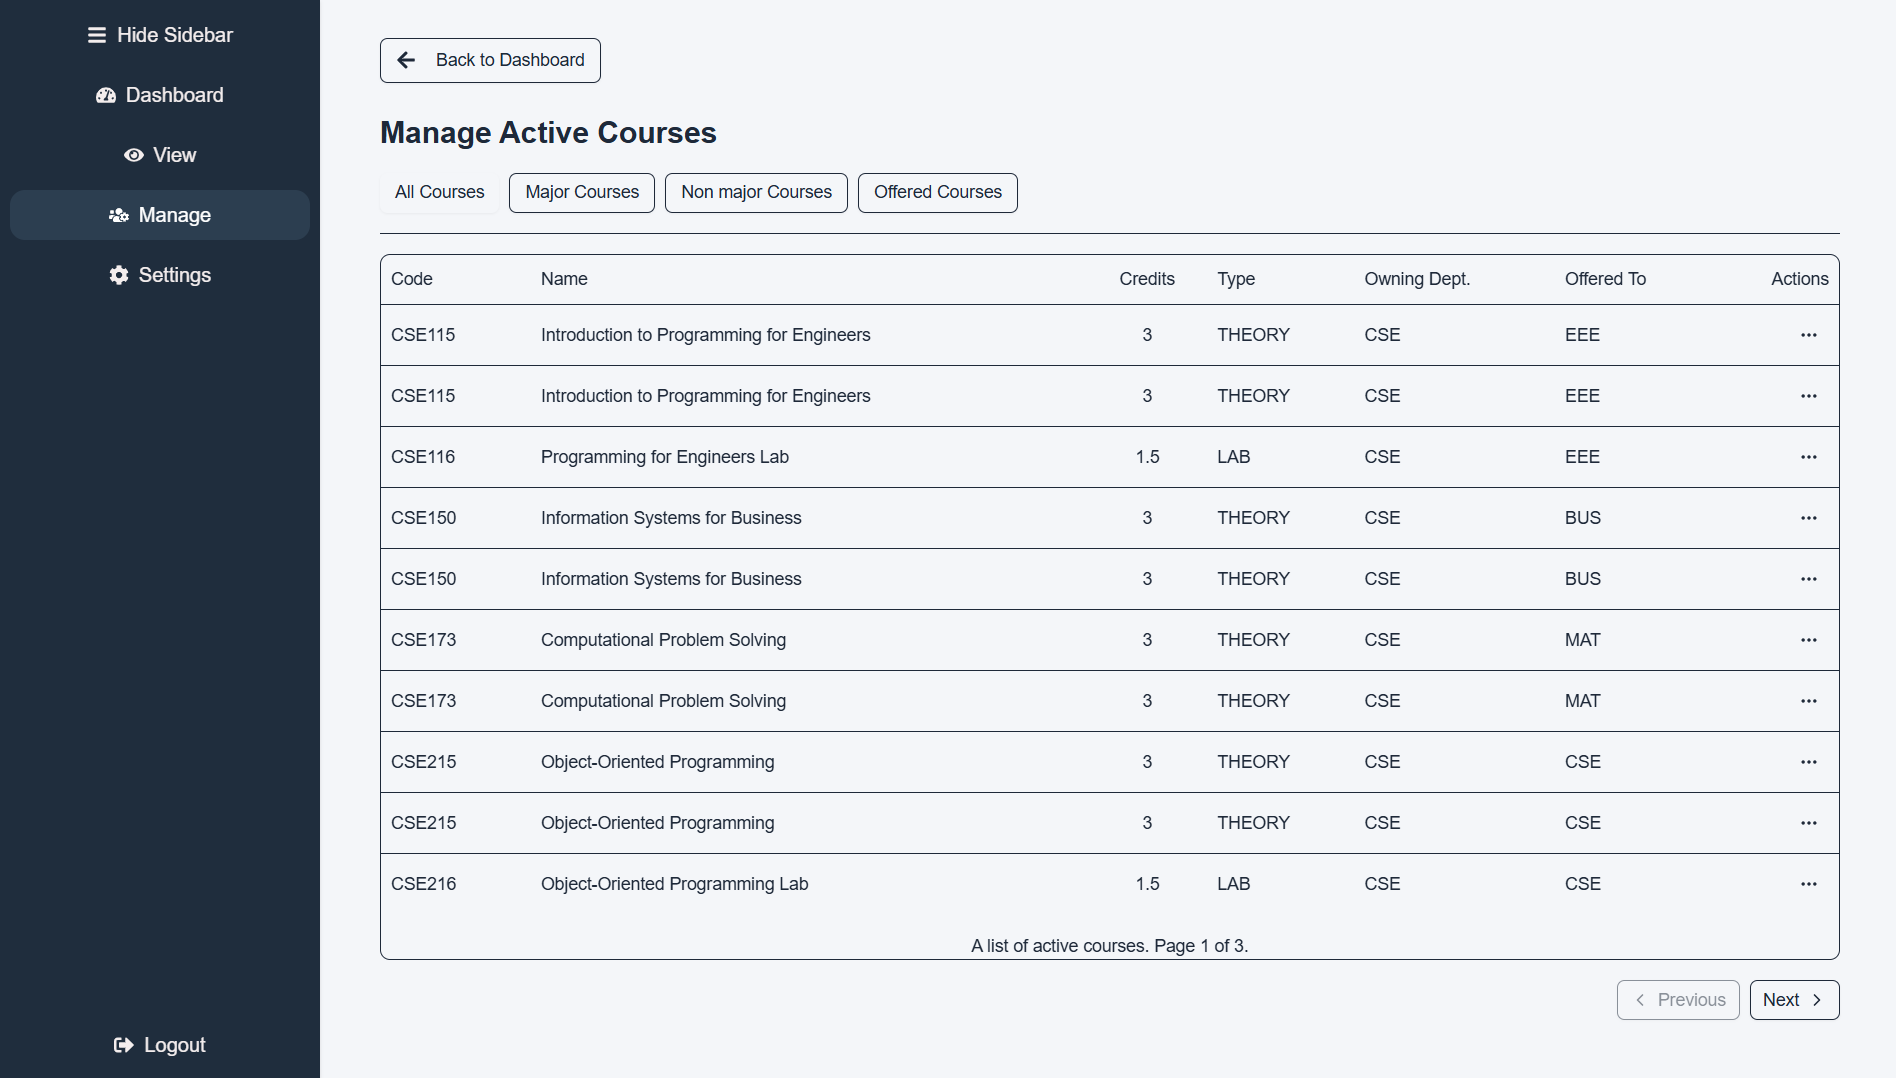 Hide Sidebar
Dashboard
View
Manage
Settings
Logout
Back to Dashboard
Manage Active Courses
All Courses Major Courses Non major Courses Offered Courses
Code Name Credits Type Owning Dept. Offered To Actions
CSE115 Introduction to Programming for Engineers 3 THEORY CSE EEE
CSE115 Introduction to Programming for Engineers 3 THEORY CSE EEE
CSE116 Programming for Engineers Lab 1.5 LAB CSE EEE
CSE150 Information Systems for Business 3 THEORY CSE BUS
CSE150 Information Systems for Business 3 THEORY CSE BUS
CSE173 Computational Problem Solving 3 THEORY CSE MAT
CSE173 Computational Problem Solving 3 THEORY CSE MAT
CSE215 Object-Oriented Programming 3 THEORY CSE CSE
CSE215 Object-Oriented Programming 3 THEORY CSE CSE
CSE216 Object-Oriented Programming Lab 1.5 LAB CSE CSE
A list of active courses. Page 1 of 3.
Previous Next